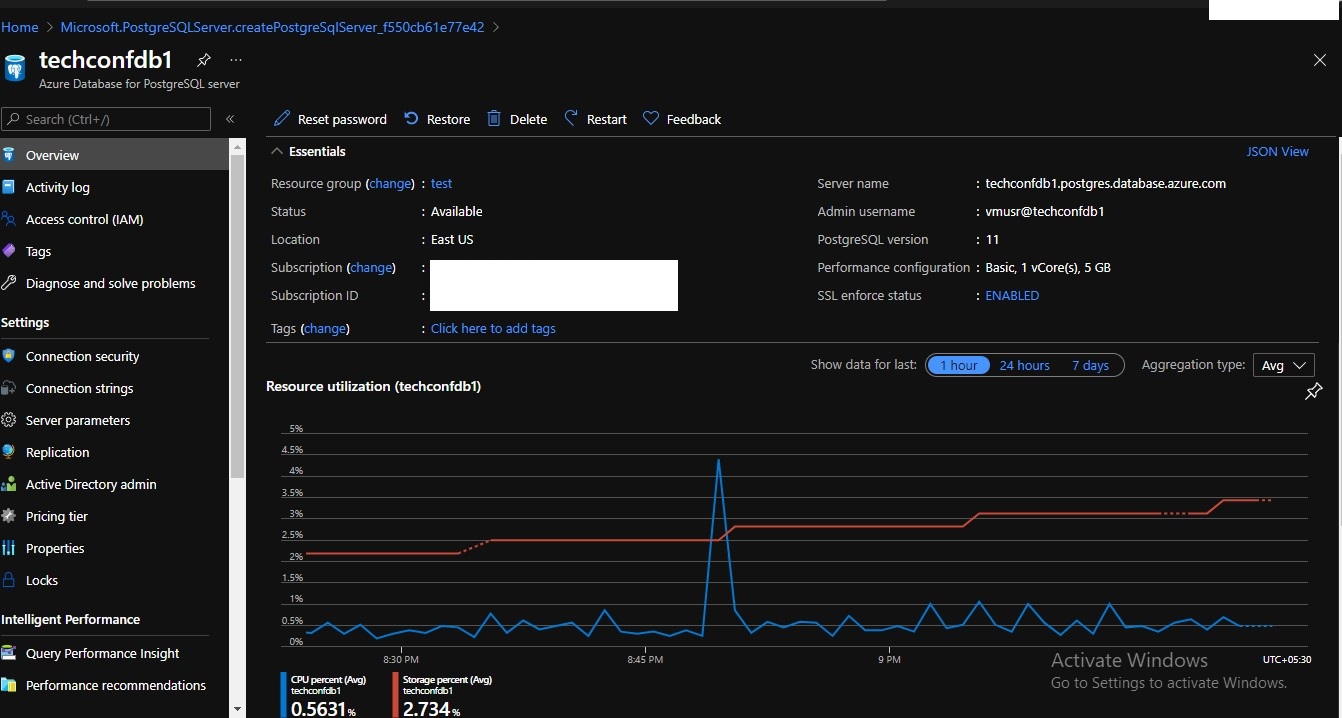 Home > Microsoft.PostgreSQLServer.createPostgreSqlServer_f550cb61e77e42 >
techconfdb1 ...
Azure Database for PostgreSQL server
Search (Ctrl+/) «
Overview
Activity log
Access control (IAM)
Tags
Diagnose and solve problems
Settings
Connection security
Connection strings
Server parameters
Replication
Active Directory admin
Pricing tier
Properties
Locks
Intelligent Performance
Query Performance Insight
Performance recommendations
Reset password Restore Delete Restart Feedback
Essentials JSON View
Resource group (change) : test
Status : Available
Location : East US
Subscription (change) :
Subscription ID :
Tags (change) : Click here to add tags
Server name : techconfdb1.postgres.database.azure.com
Admin username : vmusr@techconfdb1
PostgreSQL version : 11
Performance configuration : Basic, 1 vCore(s), 5 GB
SSL enforce status : ENABLED
Show data for last: 1 hour 24 hours 7 days Aggregation type: Avg
Resource utilization (techconfdb1)
5%
4.5%
4%
3.5%
3%
2.5%
2%
1.5%
1%
0.5%
0%
8:30 PM 8:45 PM 9 PM UTC+05:30
CPU percent (Avg)
techconfdb1
0.5631%
Storage percent (Avg)
techconfdb1
2.734%
Activate Windows
Go to Settings to activate Windows.